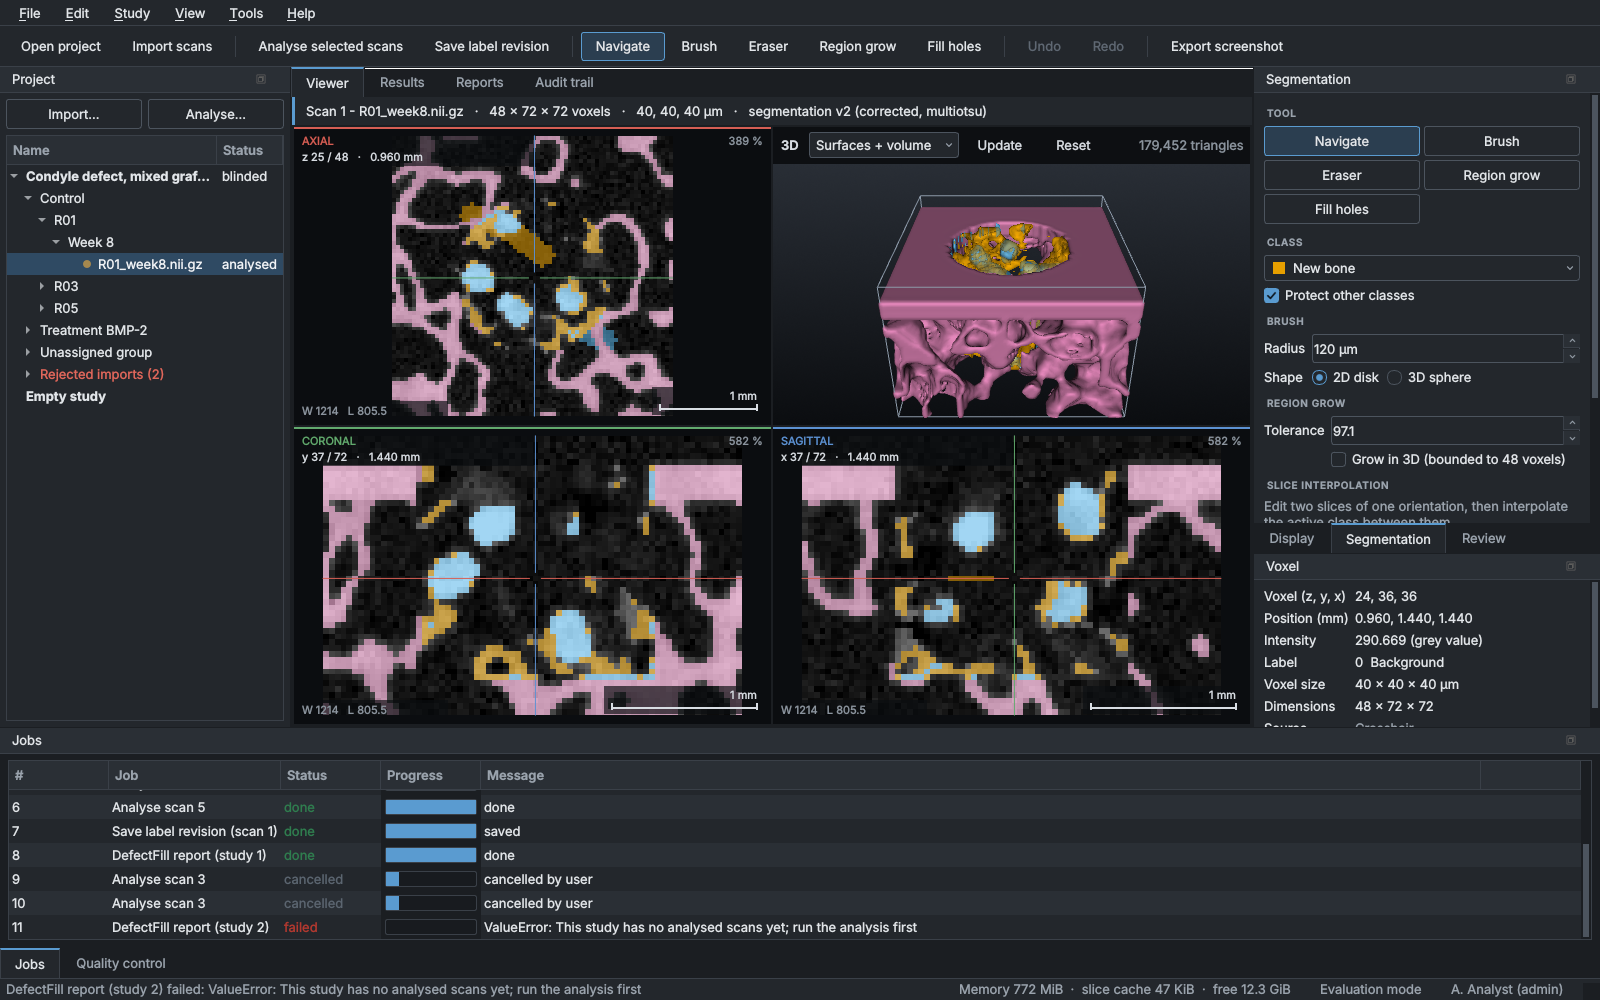 File Edit Study View Tools Help
Open project Import scans Analyse selected scans Save label revision Navigate Brush Eraser Region grow Fill holes Undo Redo Export screenshot
Project
Import... Analyse...
Name Status
Condyle defect, mixed graf... blinded
Control
R01
Week 8
R01_week8.nii.gz analysed
R03
R05
Treatment BMP-2
Unassigned group
Rejected imports (2)
Empty study
Viewer Results Reports Audit trail
Scan 1 - R01_week8.nii.gz · 48 × 72 × 72 voxels · 40, 40, 40 µm · segmentation v2 (corrected, multiotsu)
AXIAL 389 %
z 25 / 48 · 0.960 mm
1 mm
W 1214 L 805.5
3D Surfaces + volume Update Reset 179,452 triangles
CORONAL 582 %
y 37 / 72 · 1.440 mm
1 mm
W 1214 L 805.5
SAGITTAL 582 %
x 37 / 72 · 1.440 mm
1 mm
W 1214 L 805.5
Segmentation
TOOL
Navigate Brush
Eraser Region grow
Fill holes
CLASS
New bone
Protect other classes
BRUSH
Radius 120 µm
Shape 2D disk 3D sphere
REGION GROW
Tolerance 97.1
Grow in 3D (bounded to 48 voxels)
SLICE INTERPOLATION
Edit two slices of one orientation, then interpolate
the active class between them
Display Segmentation Review
Voxel
Voxel (z, y, x) 24, 36, 36
Position (mm) 0.960, 1.440, 1.440
Intensity 290.669 (grey value)
Label 0 Background
Voxel size 40 × 40 × 40 µm
Dimensions 48 × 72 × 72
Source Crosshair
Jobs
# Job Status Progress Message
6 Analyse scan 5 done done
7 Save label revision (scan 1) done saved
8 DefectFill report (study 1) done done
9 Analyse scan 3 cancelled cancelled by user
10 Analyse scan 3 cancelled cancelled by user
11 DefectFill report (study 2) failed ValueError: This study has no analysed scans yet; run the analysis first
Jobs Quality control
DefectFill report (study 2) failed: ValueError: This study has no analysed scans yet; run the analysis first Memory 772 MiB · slice cache 47 KiB · free 12.3 GiB Evaluation mode A. Analyst (admin)